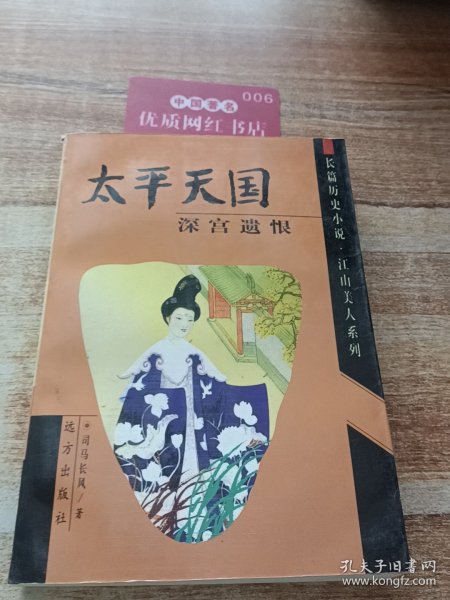 中国著名
006
优质网红书店
太平天国
深宫遗恨
长篇历史小说·江山美人系列
司马长风/著
远方出版社
孔夫子旧书网
www.kongfz.com